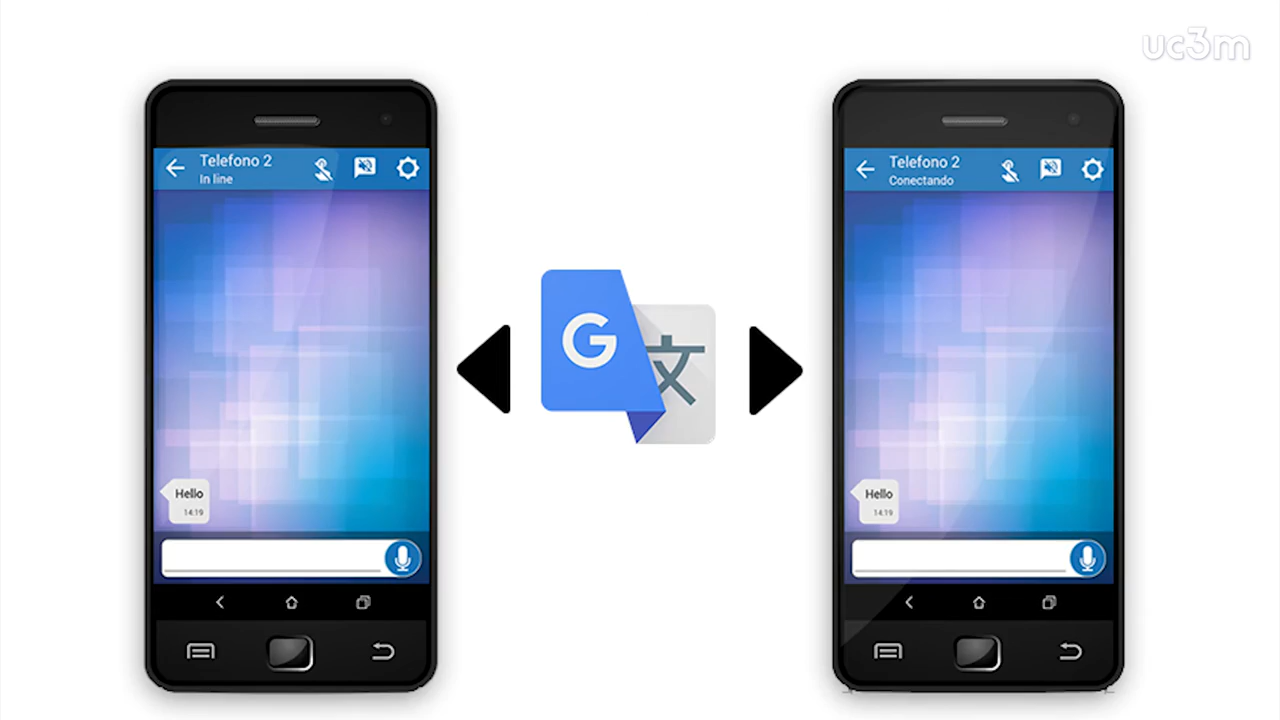 uc3m
Telefono 2
In line
Hello
14:19
G
文
Telefono 2
Conectando
Hello
14:19